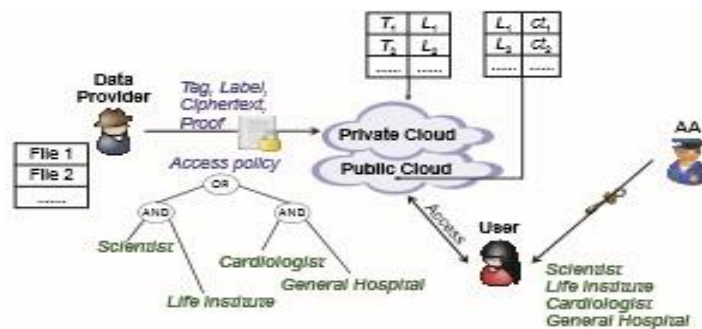 T₁ L₁
T₂ L₂
...... ......
L₁ ct₁
L₂ ct₂
...... ......
Data
Provider
Tag, Label,
Ciphertext,
Proof
Private Cloud
Public Cloud
AA
File 1
File 2
......
Access policy
OR
AND
AND
Scientist
Life Institute
Cardiologist
General Hospital
Access
User
Scientist
Life Institute
Cardiologist
General Hospital